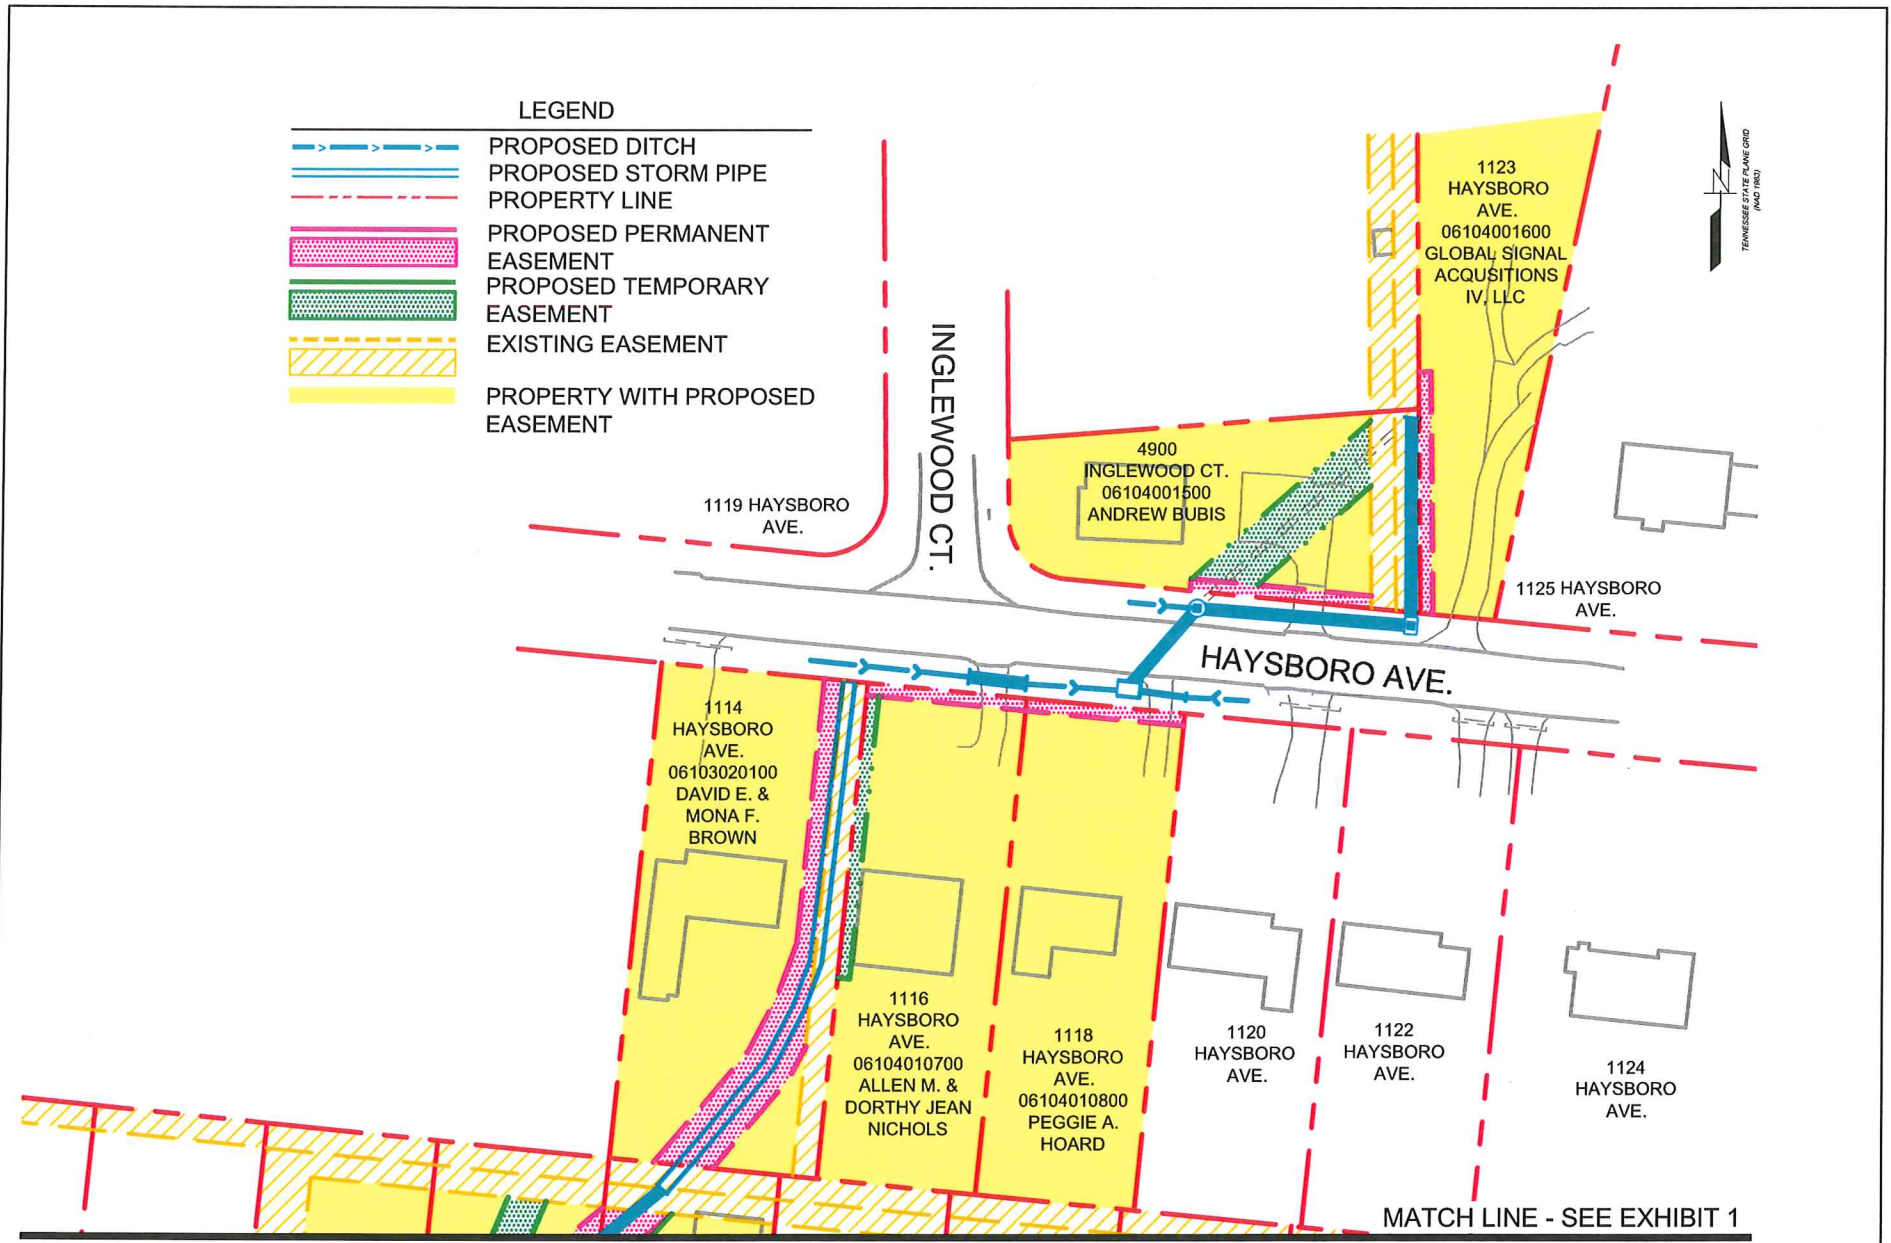 LEGEND
PROPOSED DITCH
PROPOSED STORM PIPE
PROPERTY LINE
PROPOSED PERMANENT
EASEMENT
PROPOSED TEMPORARY
EASEMENT
EXISTING EASEMENT
PROPERTY WITH PROPOSED
EASEMENT
TENNESSEE STATE PLANE GRID
(NAD 1983)
N
1123
HAYSBORO
AVE.
06104001600
GLOBAL SIGNAL
ACQUSITIONS
IV, LLC
INGLEWOOD CT.
4900
INGLEWOOD CT.
06104001500
ANDREW BUBIS
1119 HAYSBORO
AVE.
1125 HAYSBORO
AVE.
HAYSBORO AVE.
1114
HAYSBORO
AVE.
06103020100
DAVID E. &
MONA F.
BROWN
1116
HAYSBORO
AVE.
06104010700
ALLEN M. &
DORTHY JEAN
NICHOLS
1118
HAYSBORO
AVE.
06104010800
PEGGIE A.
HOARD
1120
HAYSBORO
AVE.
1122
HAYSBORO
AVE.
1124
HAYSBORO
AVE.
MATCH LINE - SEE EXHIBIT 1